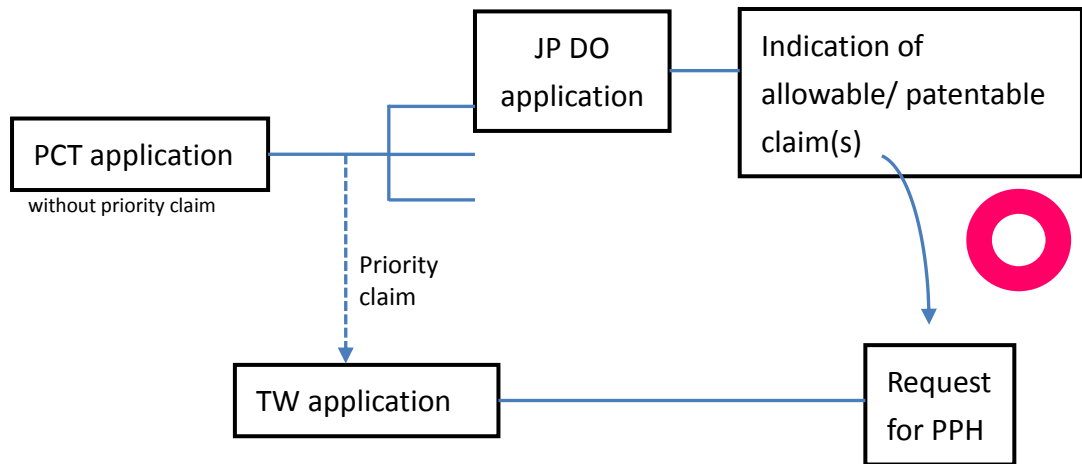 JP DO
application
Indication of
allowable/ patentable
claim(s)
PCT application
without priority claim
Priority
claim
TW application
Request
for PPH